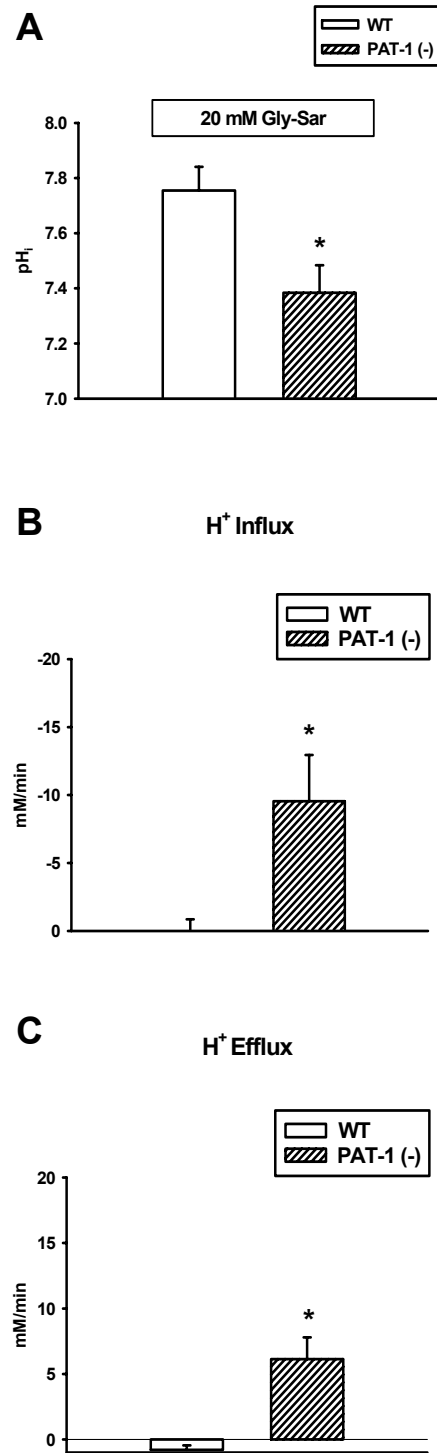 A
WT
PAT-1 (-)
20 mM Gly-Sar
8.0
7.8
7.6
7.4
7.2
7.0
pHi
*
B
H+ Influx
WT
PAT-1 (-)
-20
-15
-10
-5
0
mM/min
*
C
H+ Efflux
WT
PAT-1 (-)
20
15
10
5
0
mM/min
*